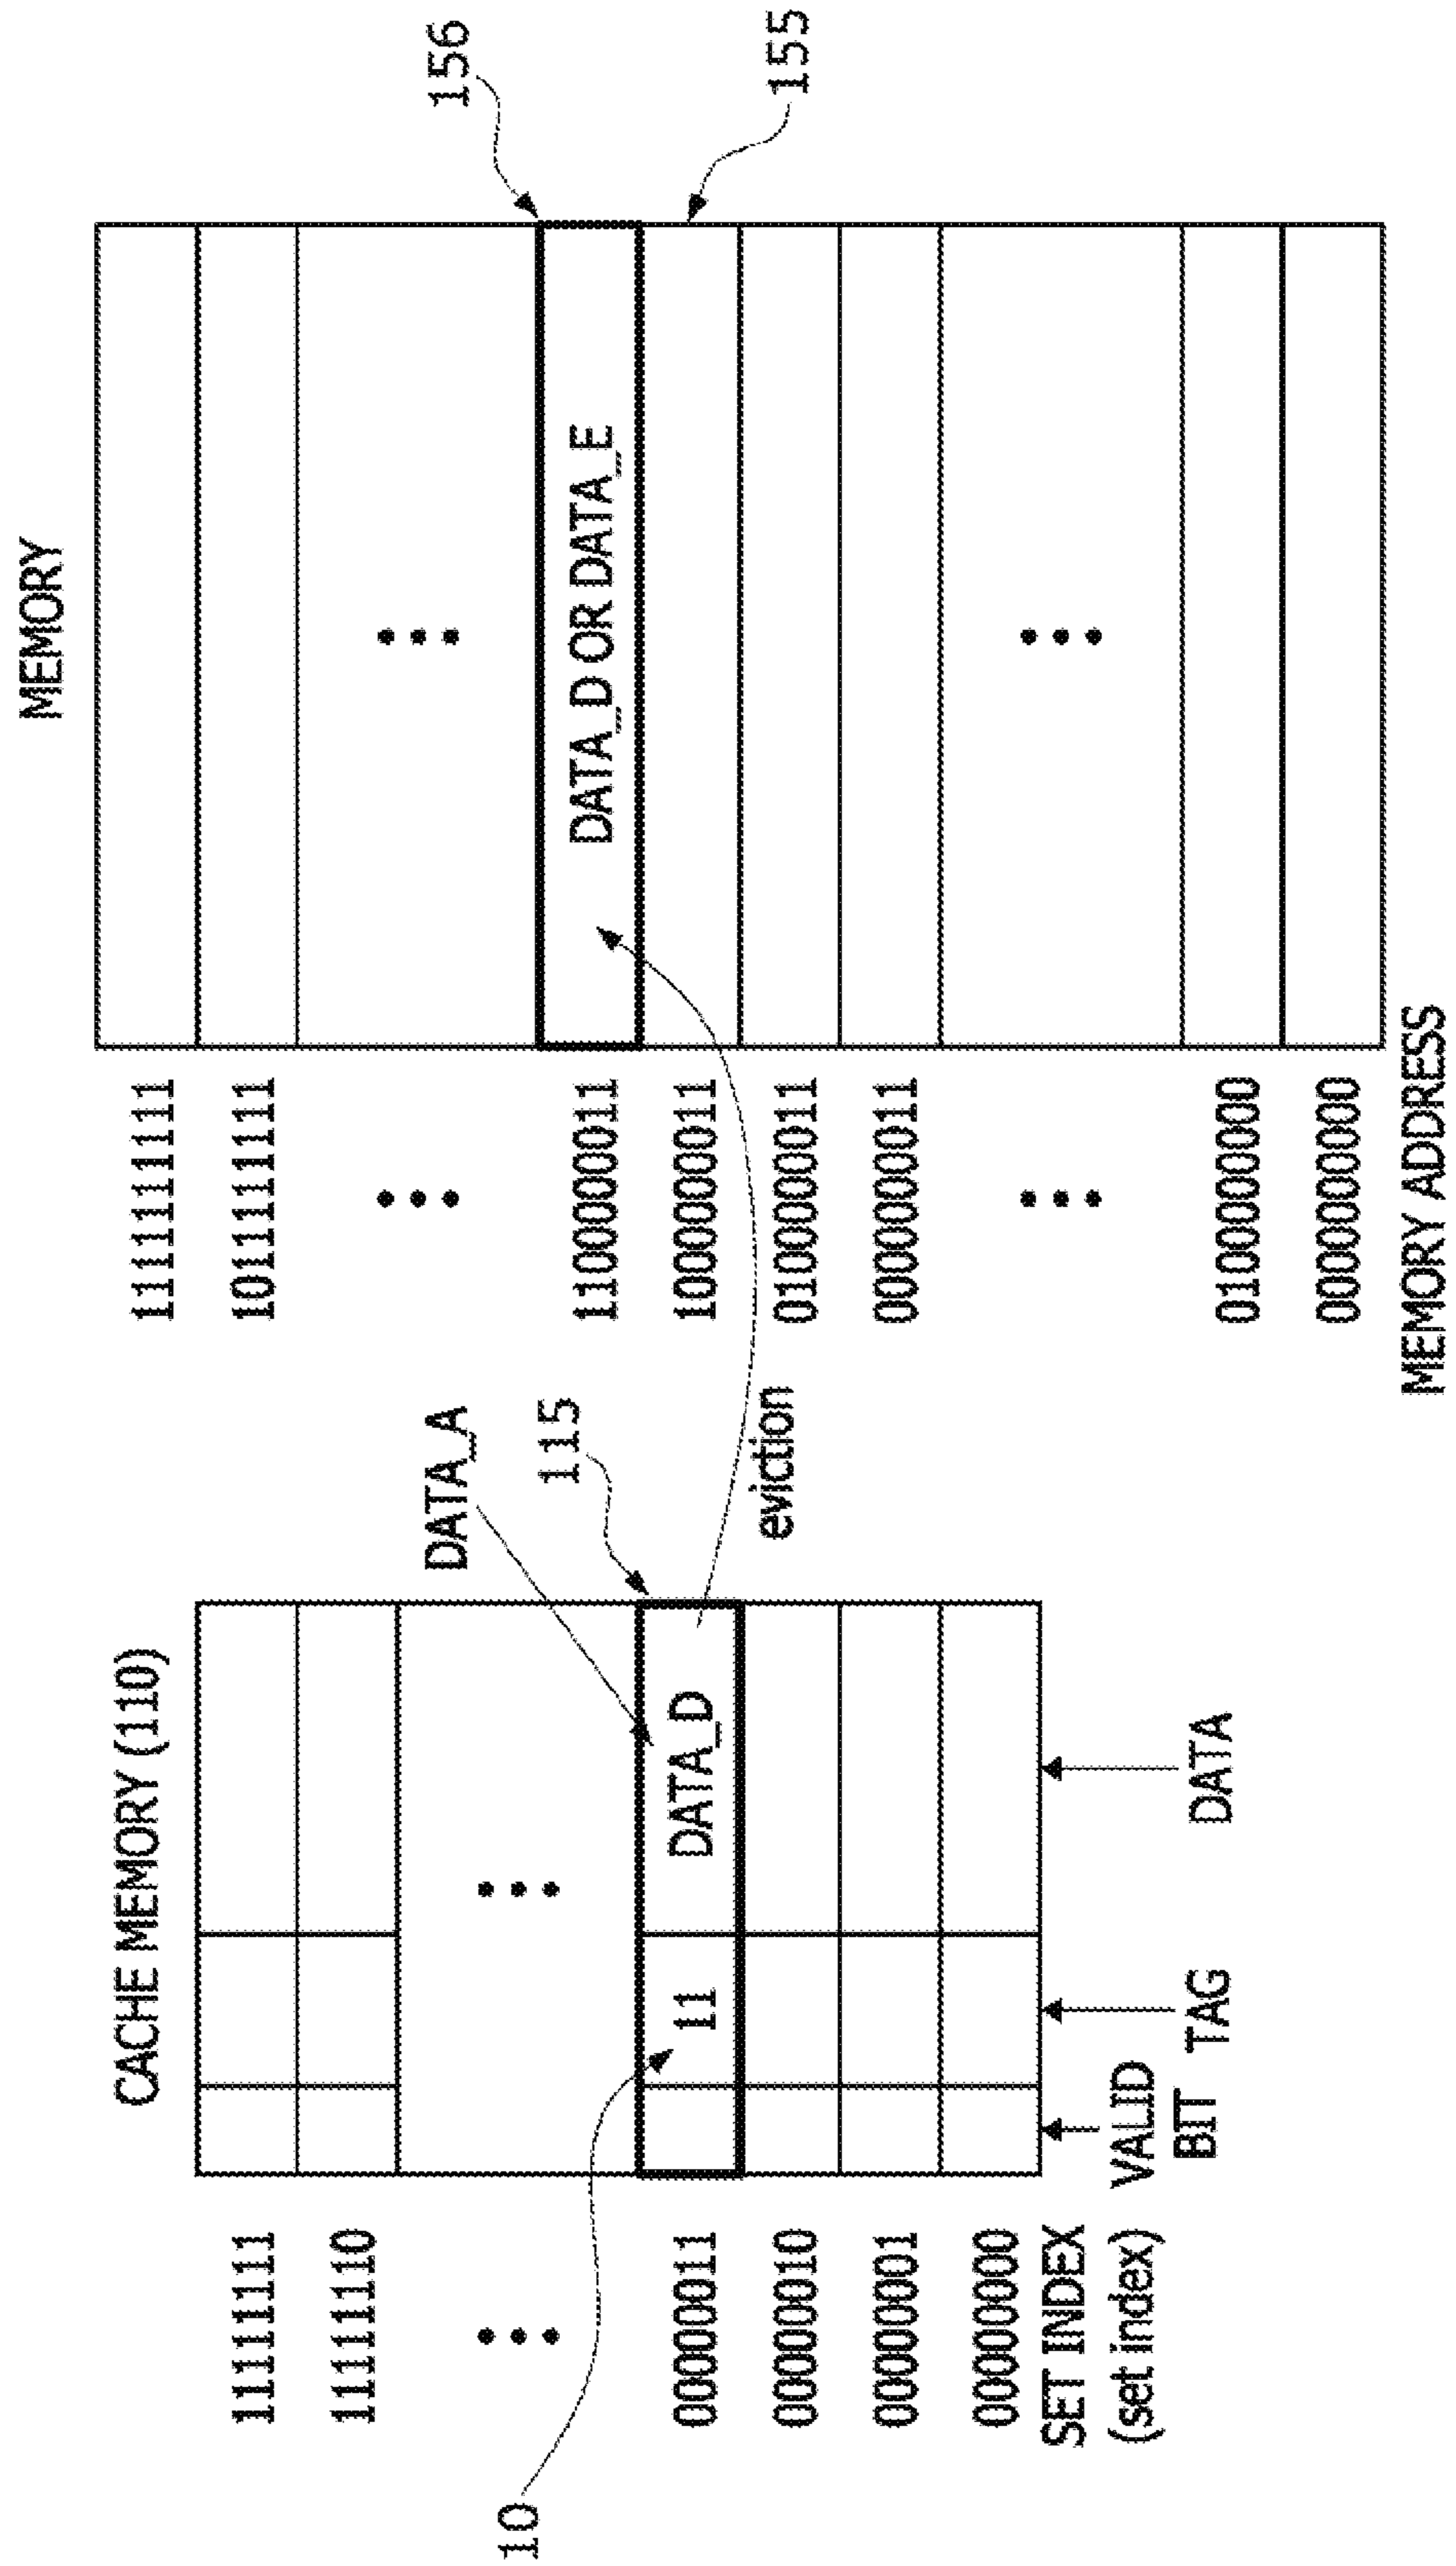 CACHE MEMORY (110)
11111111
11111110
DATA_A
115
10
00000011
11
DATA_D
00000010
00000001
00000000
SET INDEX
(set index)
VALID
BIT
TAG
DATA
eviction
MEMORY
1111111111
1011111111
156
1100000011
DATA_D OR DATA_E
1000000011
155
0100000011
0000000011
0100000000
0000000000
MEMORY ADDRESS